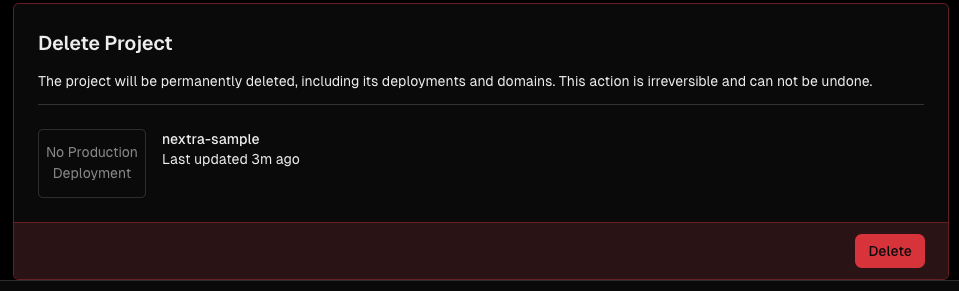 Delete Project
The project will be permanently deleted, including its deployments and domains. This action is irreversible and can not be undone.
No Production
Deployment
nextra-sample
Last updated 3m ago
Delete